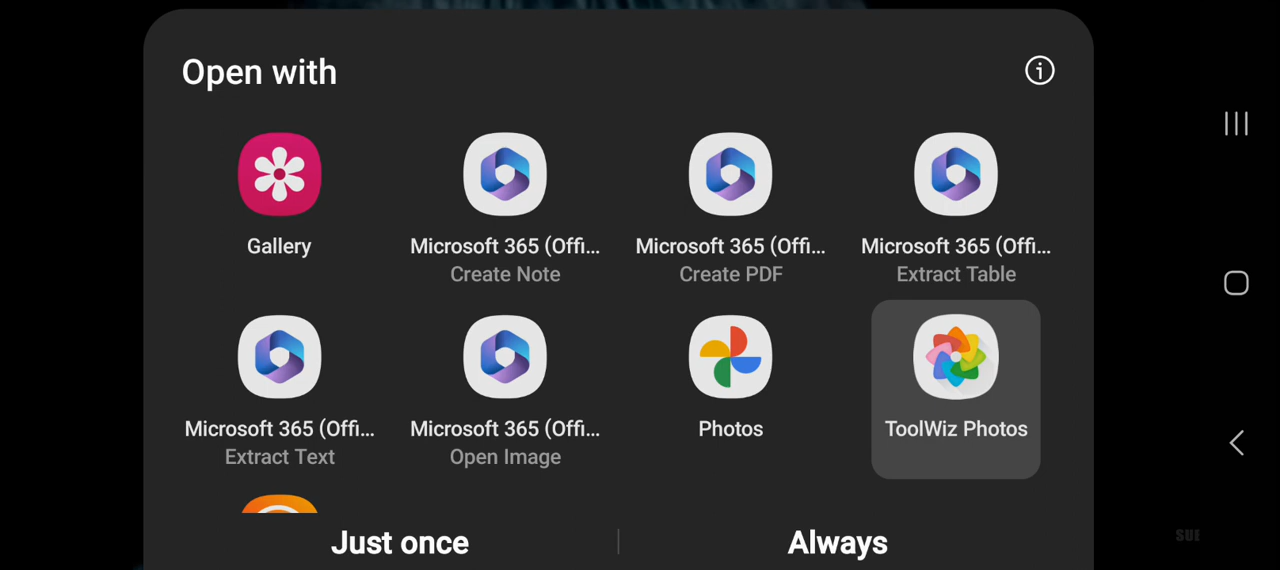 Open with
Gallery
Microsoft 365 (Offi...
Create Note
Microsoft 365 (Offi...
Create PDF
Microsoft 365 (Offi...
Extract Table
Microsoft 365 (Offi...
Extract Text
Microsoft 365 (Offi...
Open Image
Photos
ToolWiz Photos
Just once
Always
SUE